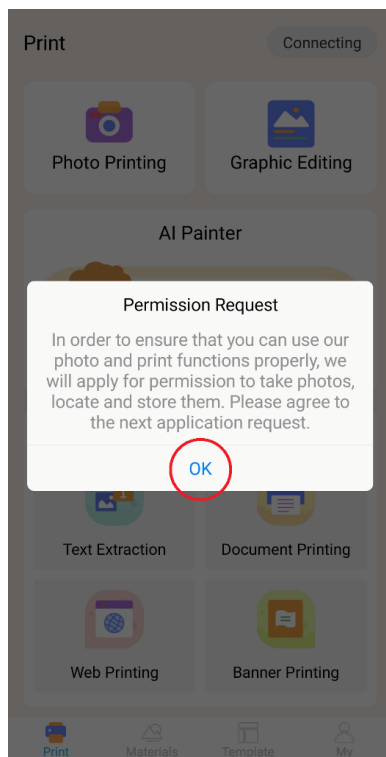 Print
Connecting
Photo Printing
Graphic Editing
AI Painter
Permission Request
In order to ensure that you can use our
photo and print functions properly, we
will apply for permission to take photos,
locate and store them. Please agree to
the next application request.
OK
Text Extraction
Document Printing
Web Printing
Banner Printing
Print
Materials
Template
My